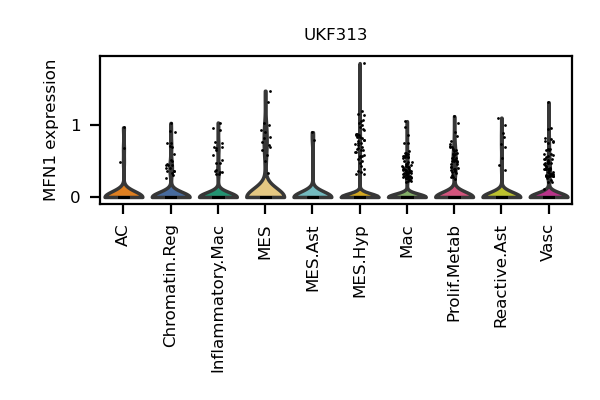 UKF313
MFN1 expression
1
0
AC
Chromatin.Reg
Inflammatory.Mac
MES
MES.Ast
MES.Hyp
Mac
Prolif.Metab
Reactive.Ast
Vasc